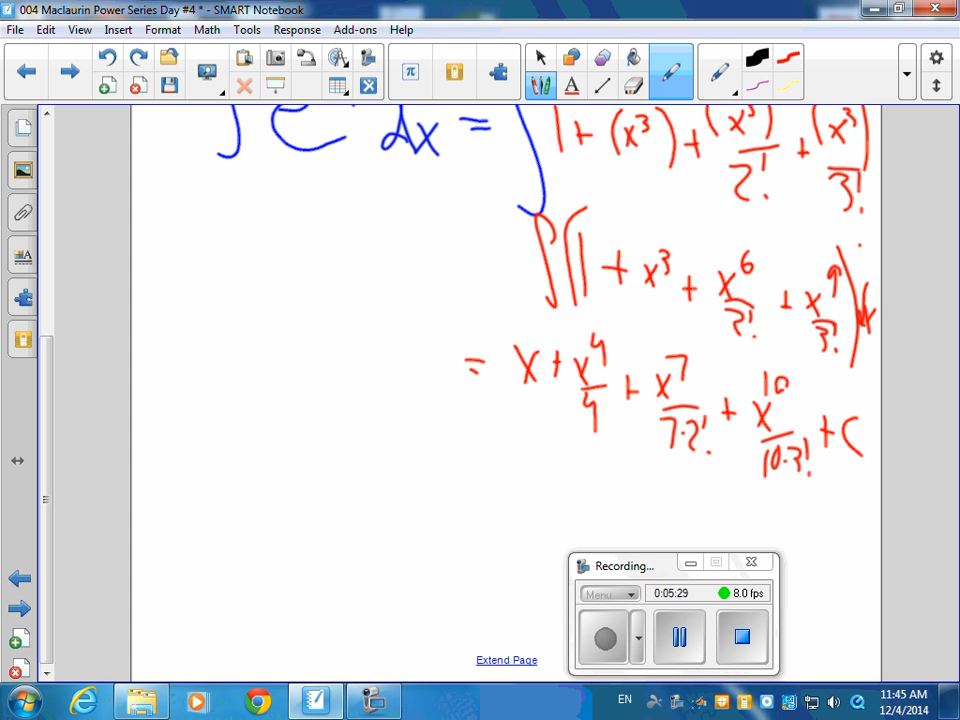 004 Maclaurin Power Series Day #4 * - SMART Notebook
File Edit View Insert Format Math Tools Response Add-ons Help
∫ e dx = ∫ 1 + (x³) + (x³)/2! + (x³)/3!
∫(1 + x³ + x⁶/2! + x⁹/3!)dx
= x + x⁴/4 + x⁷/7·2! + x¹⁰/10·3! + C
Recording...
Menu
0:05:29
8.0 fps
Extend Page
EN
11:45 AM
12/4/2014